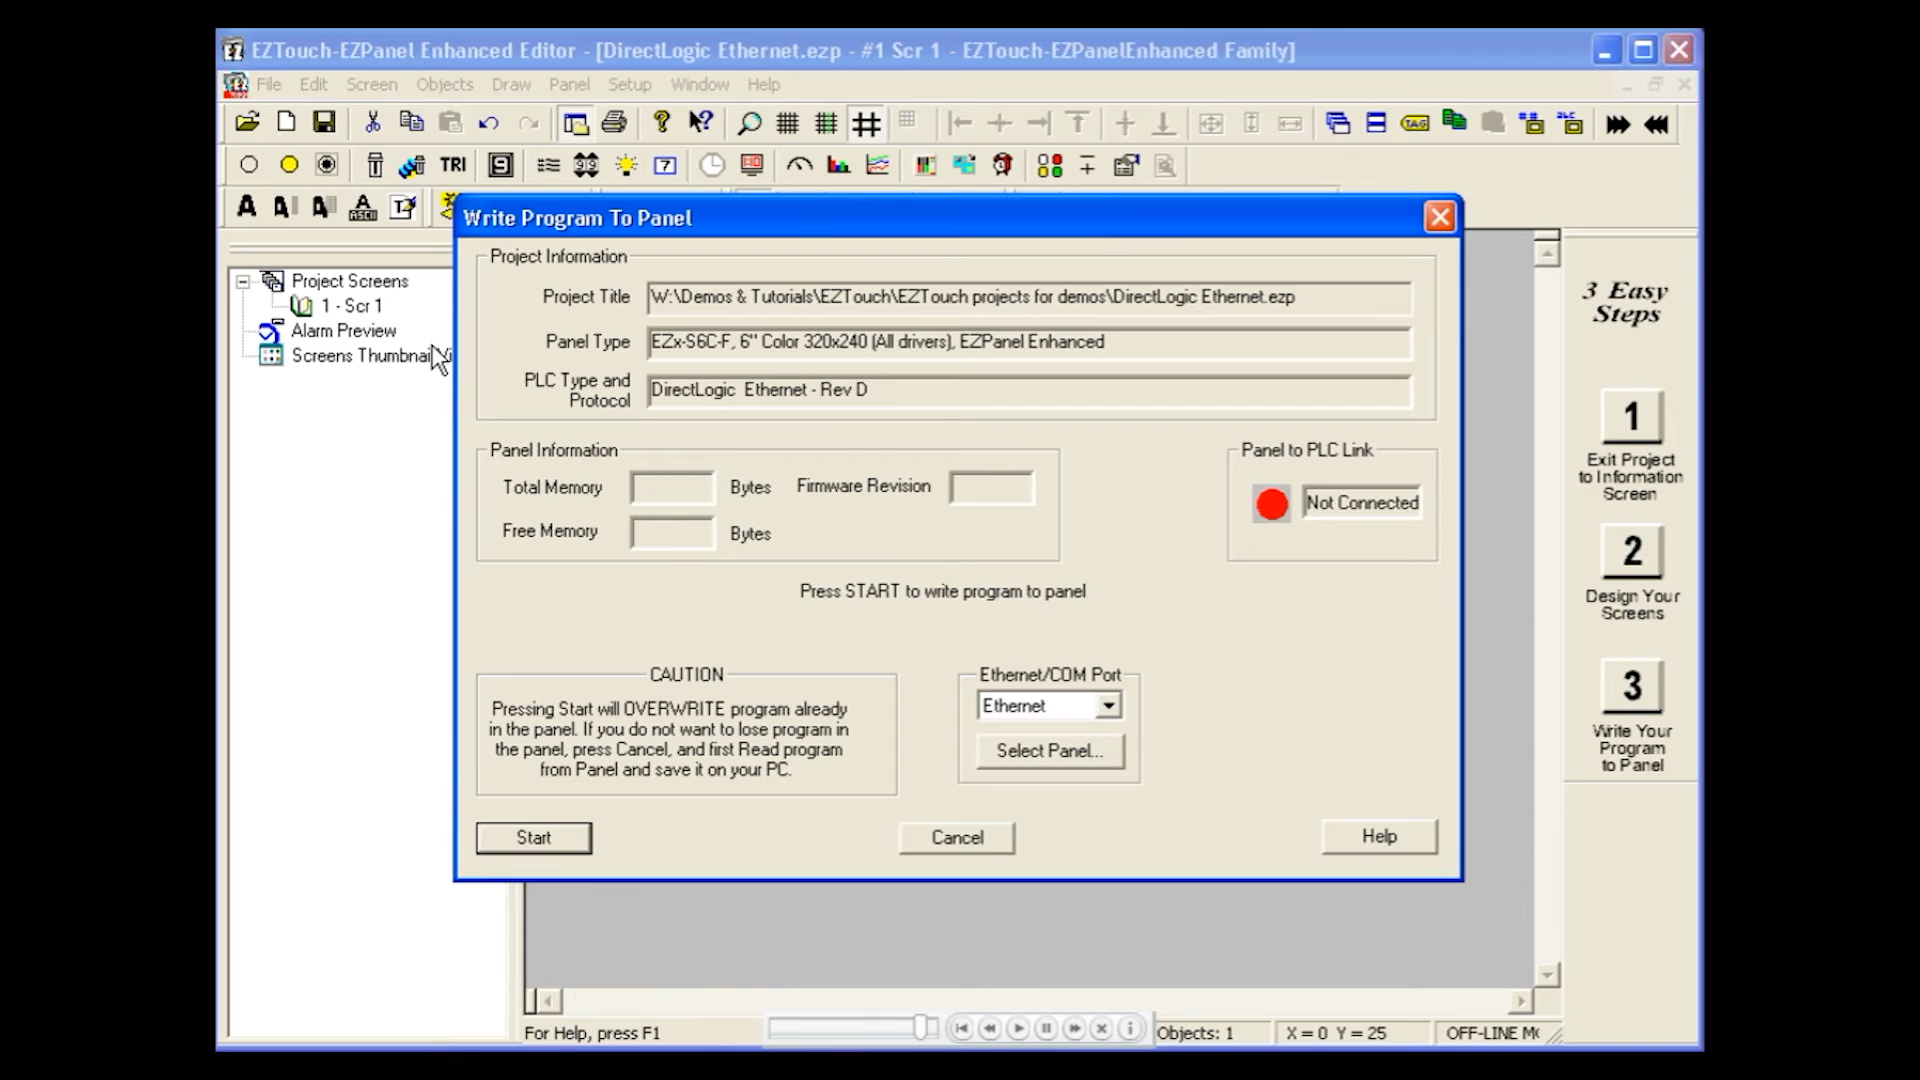 EZTouch-EZPanel Enhanced Editor - [DirectLogic Ethernet.ezp - #1 Scr 1 - EZTouch-EZPanelEnhanced Family]
File Edit Screen Objects Draw Panel Setup Window Help
TAG
TRI
A A A A ASCII
Write Program To Panel
Project Screens
1 - Scr 1
Alarm Preview
Screens Thumbnai
Project Information
Project Title W:\Demos & Tutorials\EZTouch\EZTouch projects for demos\DirectLogic Ethernet.ezp
Panel Type EZx-S6C-F, 6'' Color 320x240 (All drivers), EZPanel Enhanced
PLC Type and
Protocol DirectLogic Ethernet - Rev D
Panel Information
Total Memory Bytes Firmware Revision
Free Memory Bytes
Panel to PLC Link
Not Connected
Press START to write program to panel
CAUTION
Pressing Start will OVERWRITE program already
in the panel. If you do not want to lose program in
the panel, press Cancel, and first Read program
from Panel and save it on your PC.
Ethernet/COM Port
Ethernet
Select Panel...
Start Cancel Help
3 Easy
Steps
1
Exit Project
to Information
Screen
2
Design Your
Screens
3
Write Your
Program
to Panel
For Help, press F1 Objects: 1 X = 0 Y = 25 OFF-LINE